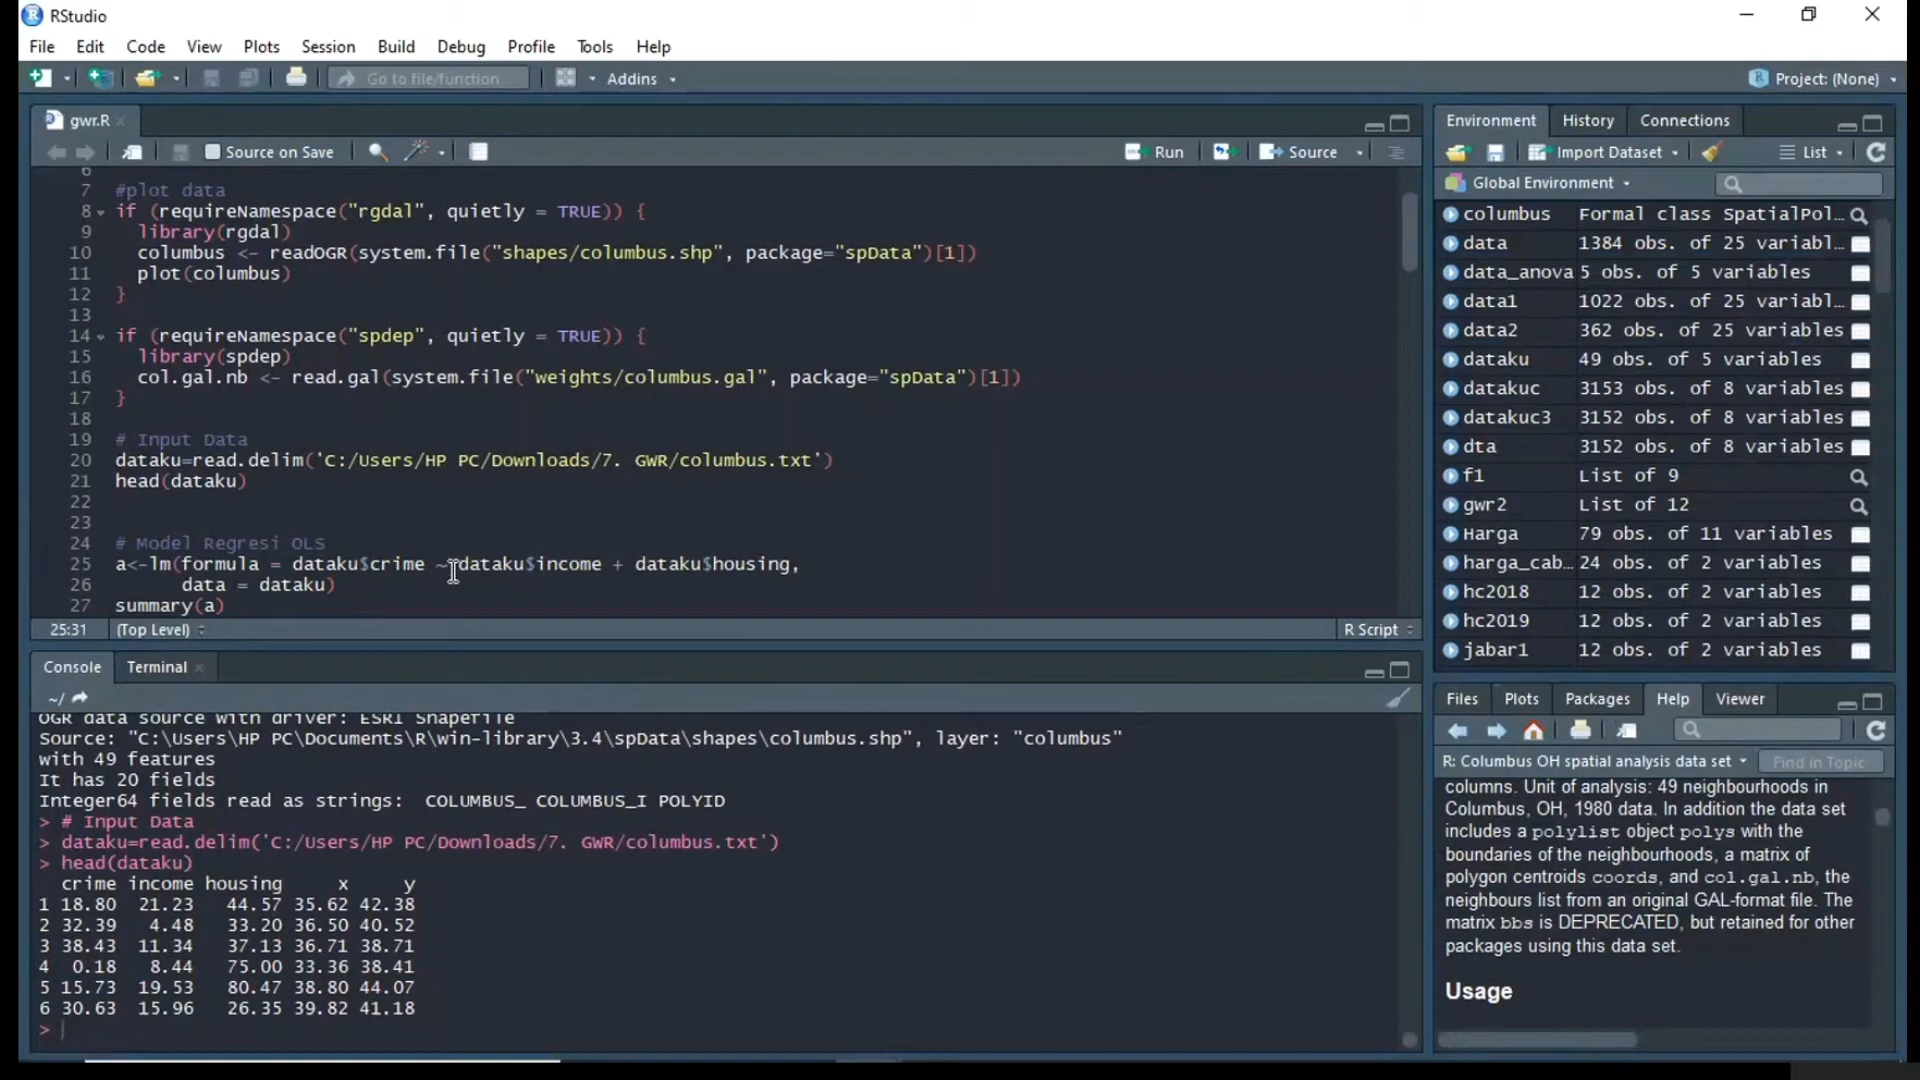 RStudio
File Edit Code View Plots Session Build Debug Profile Tools Help
Go to file/function Addins Project: (None)
gwr.R
Source on Save Run Source
6
7 #plot data
8 if (requireNamespace("rgdal", quietly = TRUE)) {
9 library(rgdal)
10 columbus <- readOGR(system.file("shapes/columbus.shp", package="spData")[1])
11 plot(columbus)
12 }
13
14 if (requireNamespace("spdep", quietly = TRUE)) {
15 library(spdep)
16 col.gal.nb <- read.gal(system.file("weights/columbus.gal", package="spData")[1])
17 }
18
19 # Input Data
20 dataku=read.delim('C:/Users/HP PC/Downloads/7. GWR/columbus.txt')
21 head(dataku)
22
23
24 # Model Regresi OLS
25 a<-lm(formula = dataku$crime ~ dataku$income + dataku$housing,
26 data = dataku)
27 summary(a)
25:31 (Top Level) R Script
Console Terminal
~/
OGR data source with driver: ESRI Shapefile
Source: "C:\Users\HP PC\Documents\R\win-library\3.4\spData\shapes\columbus.shp", layer: "columbus"
with 49 features
It has 20 fields
Integer64 fields read as strings: COLUMBUS_ COLUMBUS_I POLYID
> # Input Data
> dataku=read.delim('C:/Users/HP PC/Downloads/7. GWR/columbus.txt')
> head(dataku)
crime income housing x y
1 18.80 21.23 44.57 35.62 42.38
2 32.39 4.48 33.20 36.50 40.52
3 38.43 11.34 37.13 36.71 38.71
4 0.18 8.44 75.00 33.36 38.41
5 15.73 19.53 80.47 38.80 44.07
6 30.63 15.96 26.35 39.82 41.18
>
Environment History Connections
Import Dataset List
Global Environment
columbus Formal class SpatialPol…
data 1384 obs. of 25 variabl…
data_anova 5 obs. of 5 variables
data1 1022 obs. of 25 variabl…
data2 362 obs. of 25 variables
dataku 49 obs. of 5 variables
datakuc 3153 obs. of 8 variables
datakuc3 3152 obs. of 8 variables
dta 3152 obs. of 8 variables
f1 List of 9
gwr2 List of 12
Harga 79 obs. of 11 variables
harga_cab… 24 obs. of 2 variables
hc2018 12 obs. of 2 variables
hc2019 12 obs. of 2 variables
jabar1 12 obs. of 2 variables
Files Plots Packages Help Viewer
R: Columbus OH spatial analysis data set Find in Topic
columns. Unit of analysis: 49 neighbourhoods in
Columbus, OH, 1980 data. In addition the data set
includes a polylist object polys with the
boundaries of the neighbourhoods, a matrix of
polygon centroids coords, and col.gal.nb, the
neighbours list from an original GAL-format file. The
matrix bbs is DEPRECATED, but retained for other
packages using this data set.
Usage